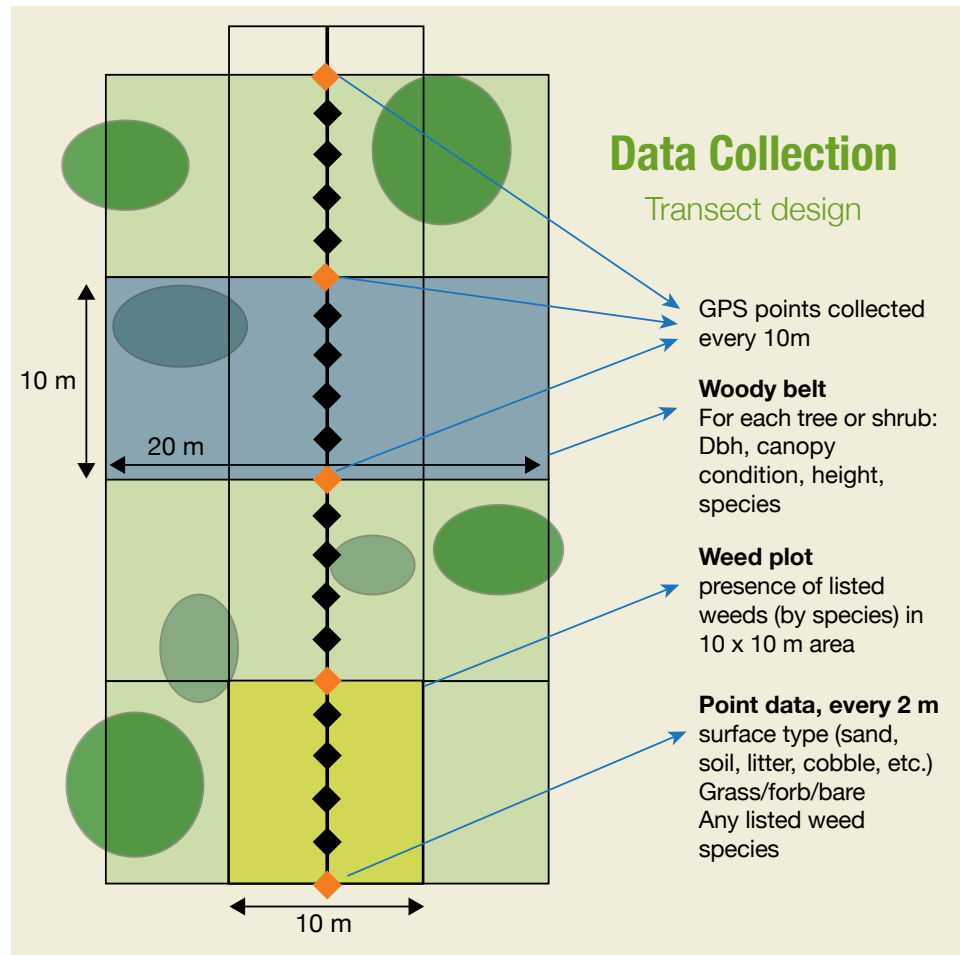 Data Collection
Transect design
GPS points collected
every 10m
10 m
20 m
Woody belt
For each tree or shrub:
Dbh, canopy
condition, height,
species
Weed plot
presence of listed
weeds (by species) in
10 x 10 m area
Point data, every 2 m
surface type (sand,
soil, litter, cobble, etc.)
Grass/forb/bare
Any listed weed
species
10 m